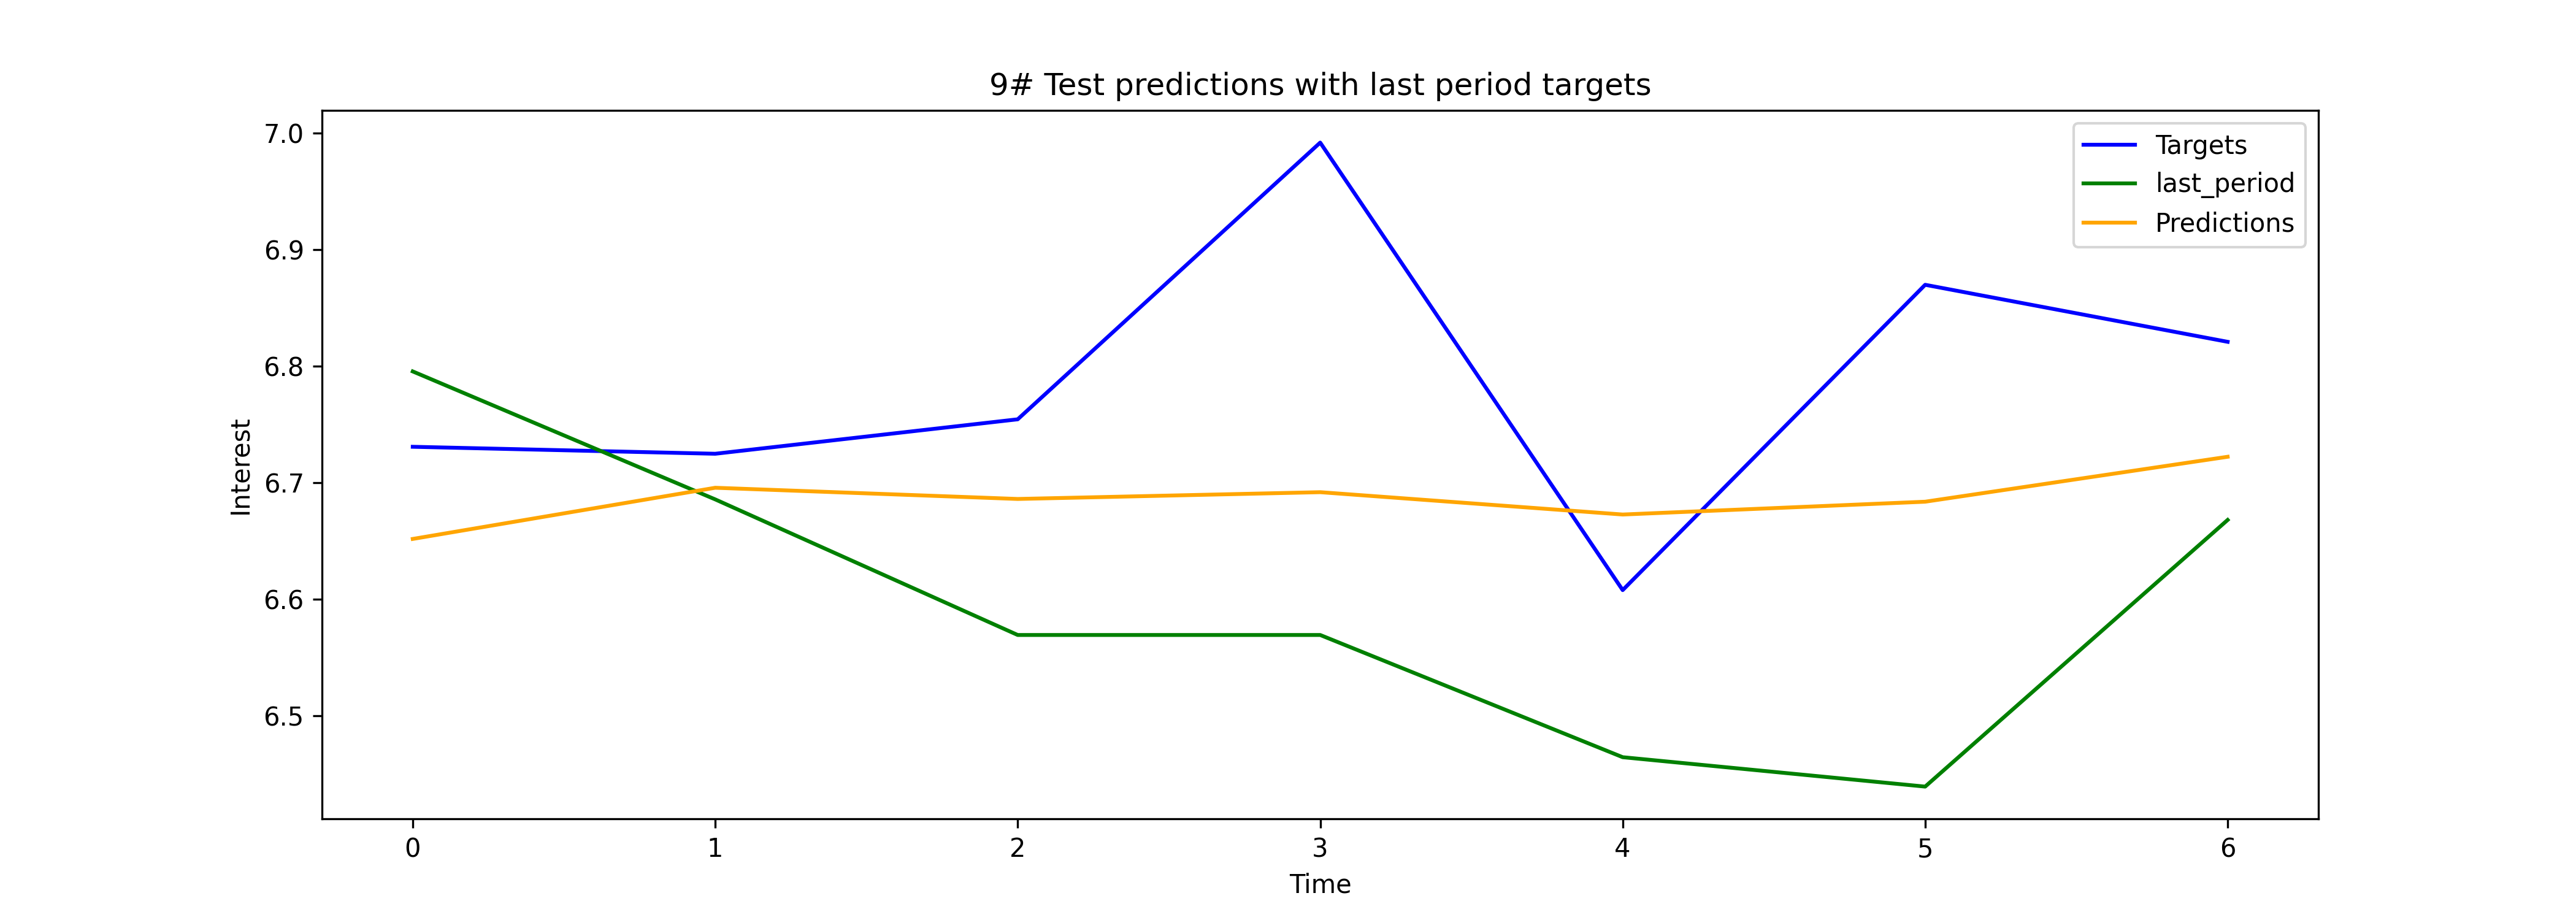 9# Test predictions with last period targets
Targets
last_period
Predictions
7.0
6.9
6.8
6.7
6.6
6.5
Interest
0 1 2 3 4 5 6
Time